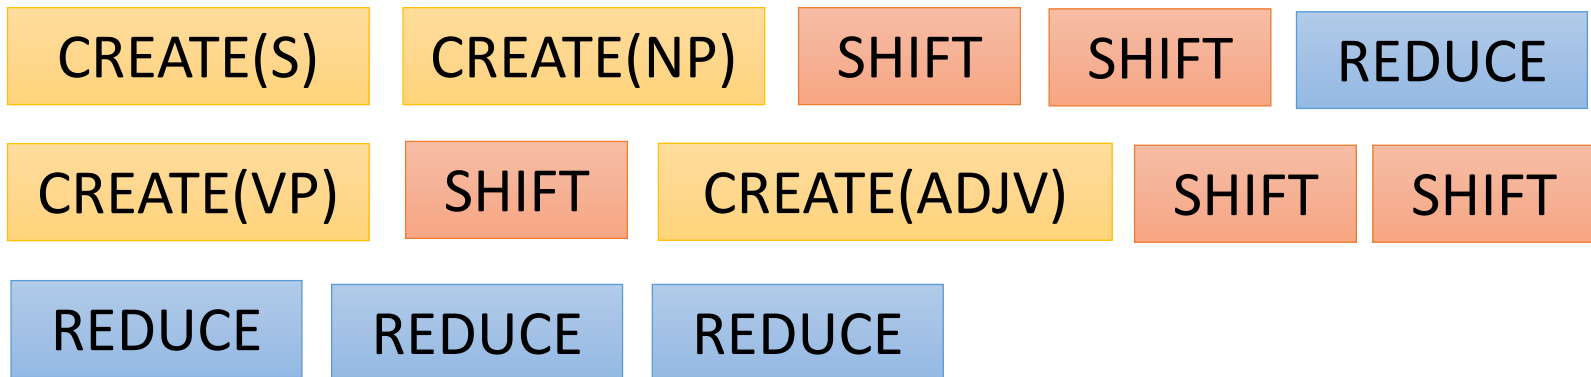 CREATE(S) CREATE(NP) SHIFT SHIFT REDUCE
CREATE(VP) SHIFT CREATE(ADJV) SHIFT SHIFT
REDUCE REDUCE REDUCE